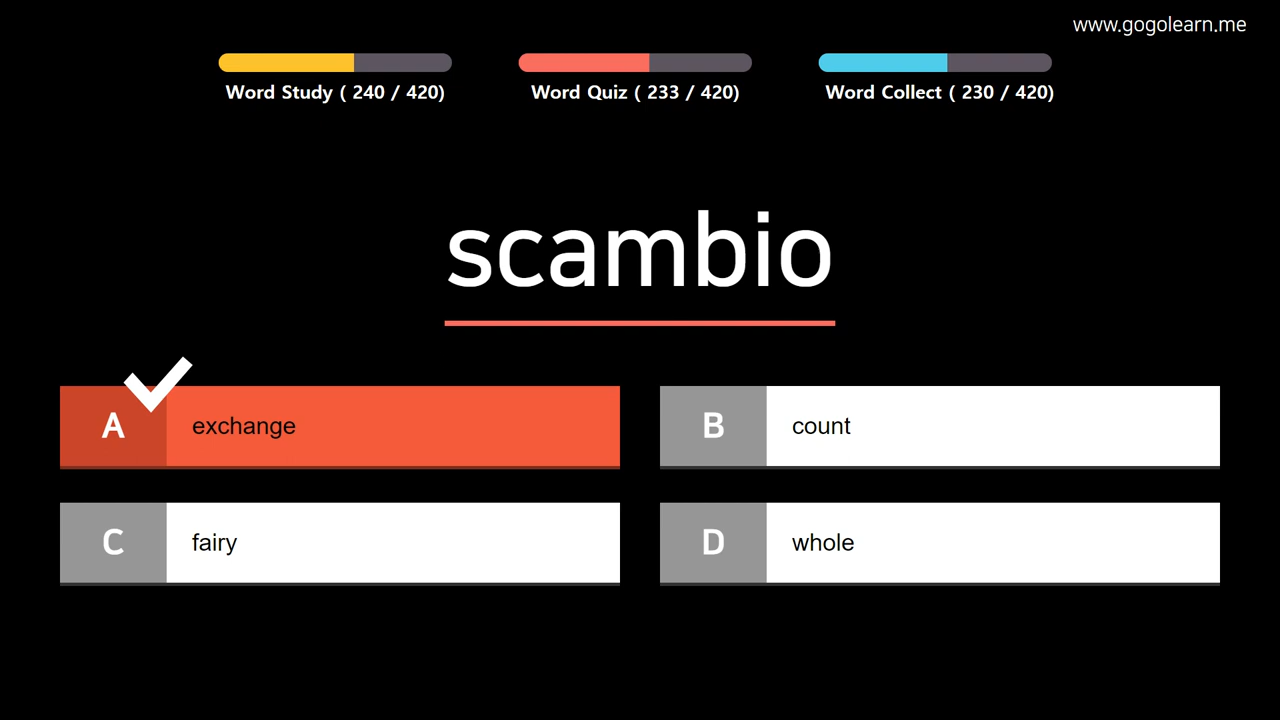 www.gogolearn.me
Word Study ( 240 / 420)
Word Quiz ( 233 / 420)
Word Collect ( 230 / 420)
scambio
A exchange
B count
C fairy
D whole